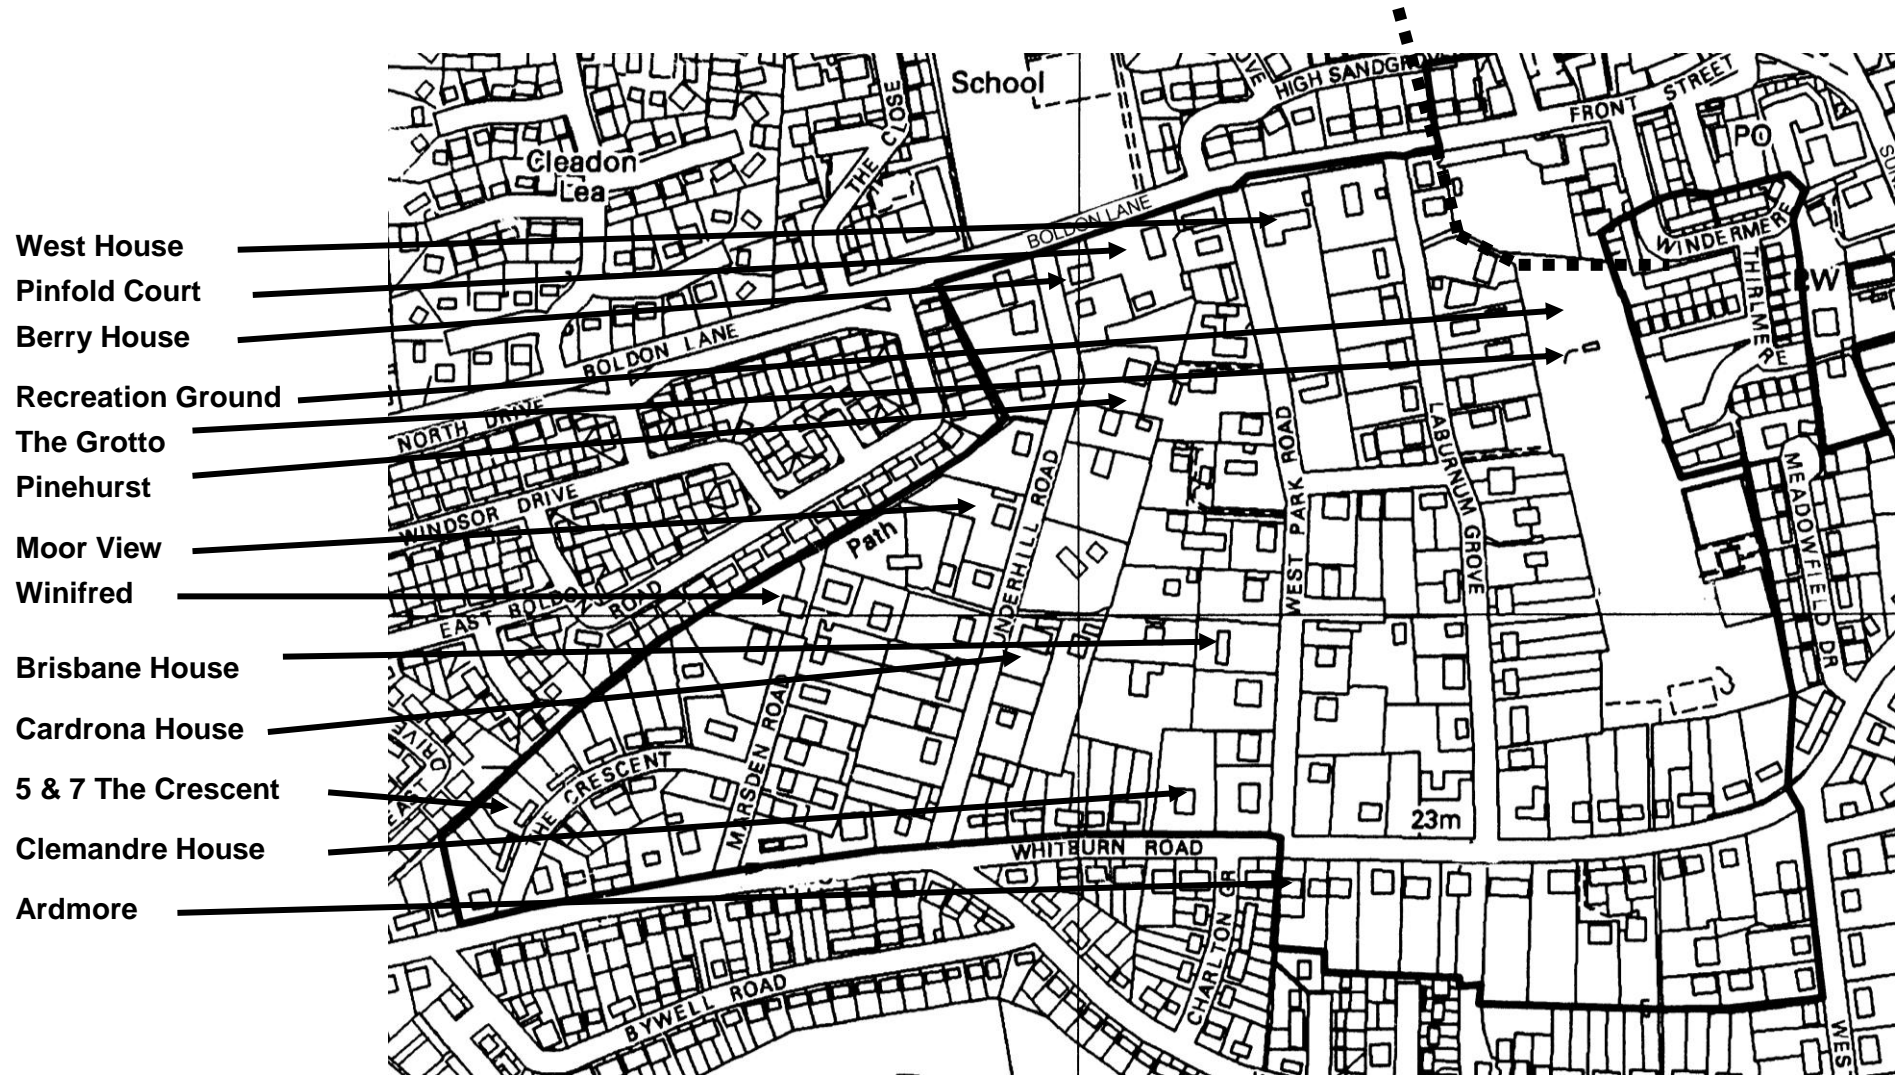 West House
Pinfold Court
Berry House
Recreation Ground
The Grotto
Pinehurst
Moor View
Winifred
Brisbane House
Cardrona House
5 & 7 The Crescent
Clemandre House
Ardmore
School
HIGH SANDGROVE
FRONT STREET
PO
THE CLOSE
Cleadon
Lea
BOLDON LANE
WINDERMERE
THIRLMERE
BOLDON LANE
NORTH DRIVE
WINDSOR DRIVE
EAST BOLDON ROAD
Path
UNDERHILL ROAD
WEST PARK ROAD
LABURNUM GROVE
MEADOWFIELD DR
MARSDEN ROAD
THE CRESCENT
DRIVE
EAST
23m
WHITBURN ROAD
CHARLTON GR
BYWELL ROAD
WES